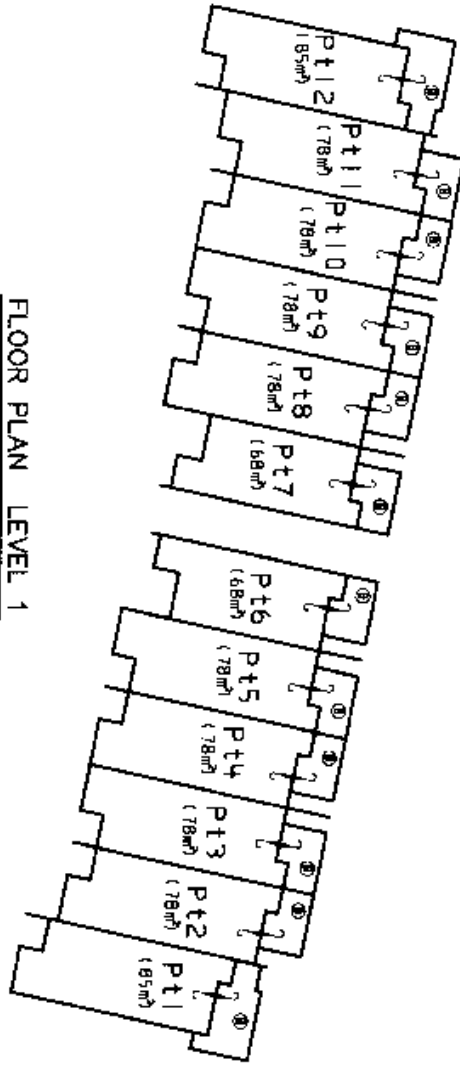 Pt12
(85m²)
Pt11
(78m²)
Pt10
(78m²)
Pt9
(78m²)
Pt8
(78m²)
Pt7
(68m²)
Pt6
(68m²)
Pt5
(78m²)
Pt4
(78m²)
Pt3
(78m²)
Pt2
(78m²)
Pt1
(85m²)
FLOOR PLAN LEVEL 1